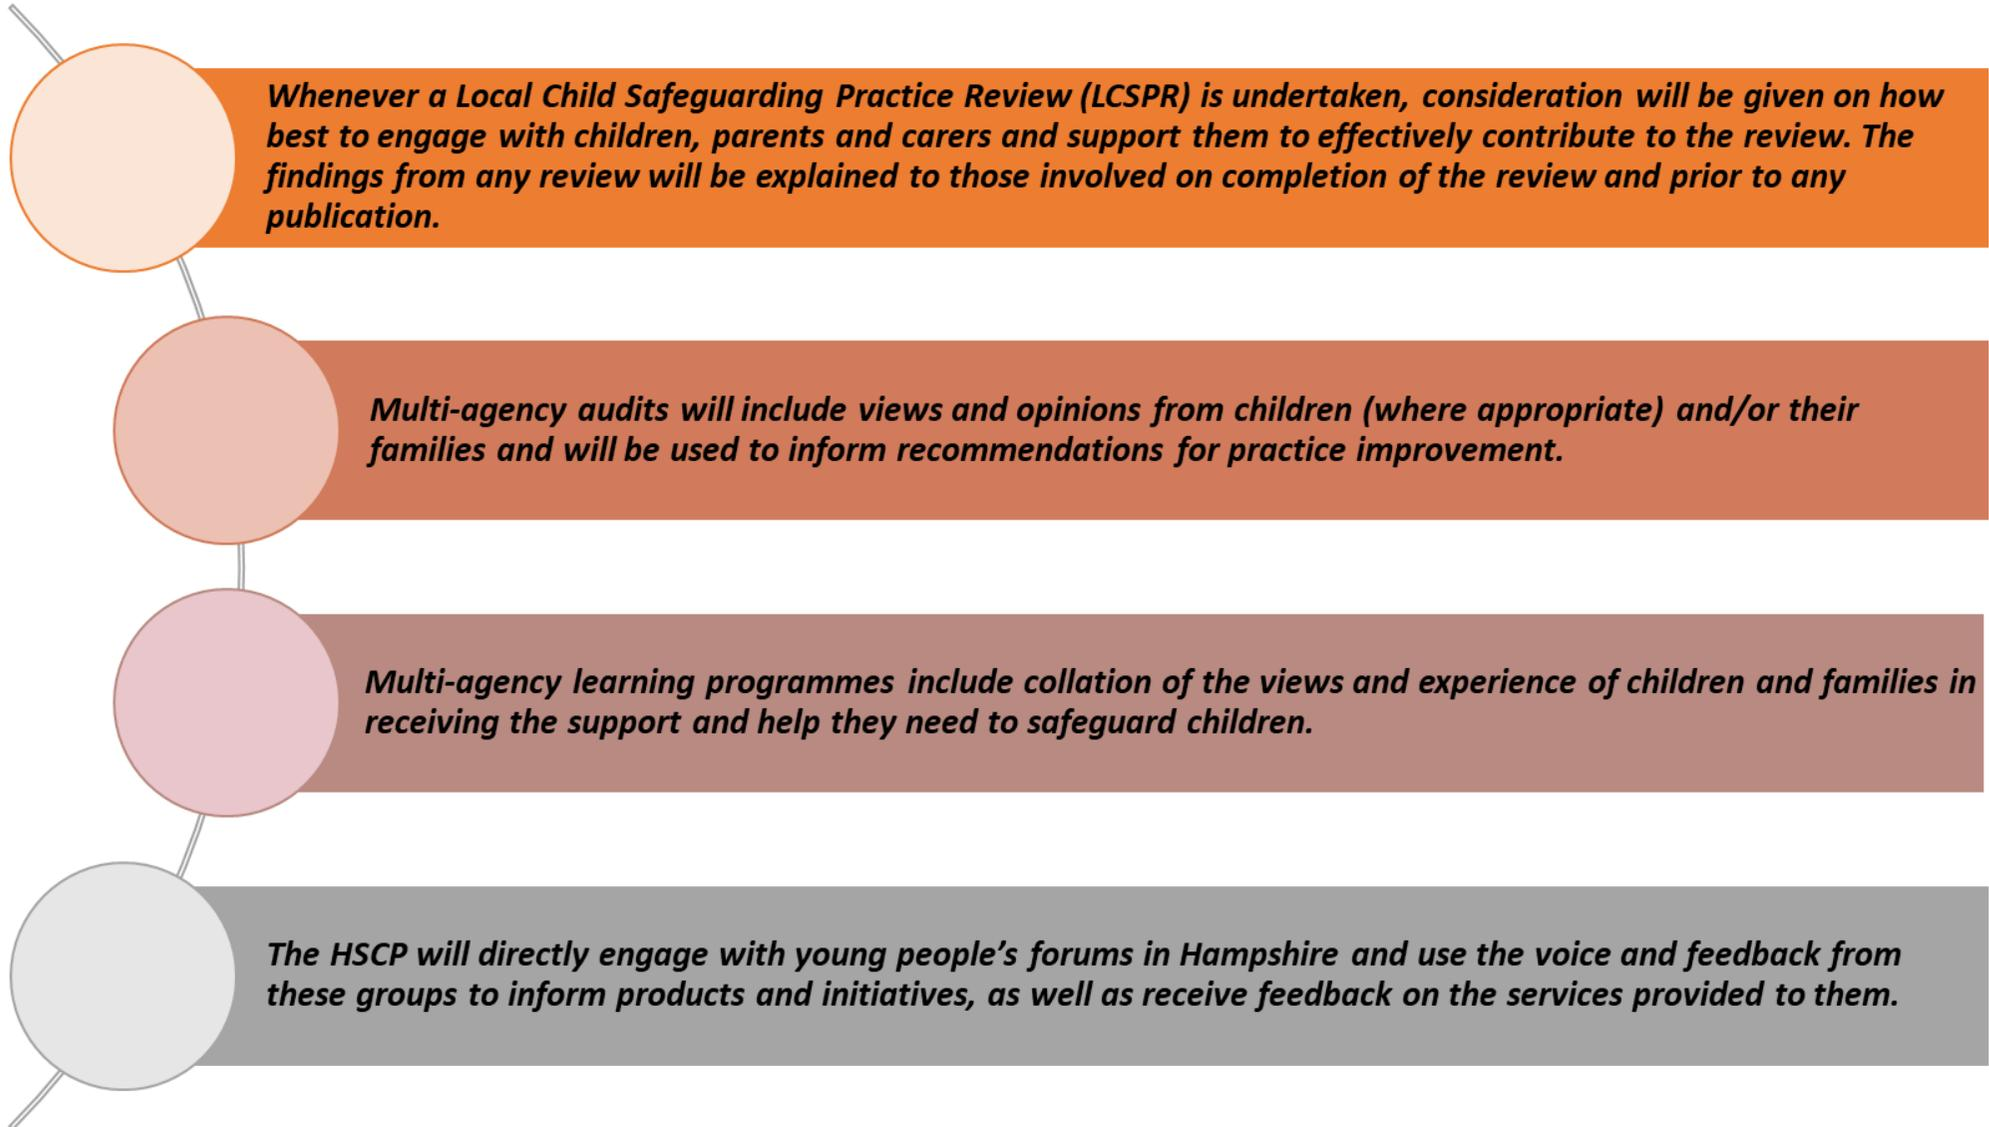 Whenever a Local Child Safeguarding Practice Review (LCSPR) is undertaken, consideration will be given on how
best to engage with children, parents and carers and support them to effectively contribute to the review. The
findings from any review will be explained to those involved on completion of the review and prior to any
publication.
Multi-agency audits will include views and opinions from children (where appropriate) and/or their
families and will be used to inform recommendations for practice improvement.
Multi-agency learning programmes include collation of the views and experience of children and families in
receiving the support and help they need to safeguard children.
The HSCP will directly engage with young people’s forums in Hampshire and use the voice and feedback from
these groups to inform products and initiatives, as well as receive feedback on the services provided to them.